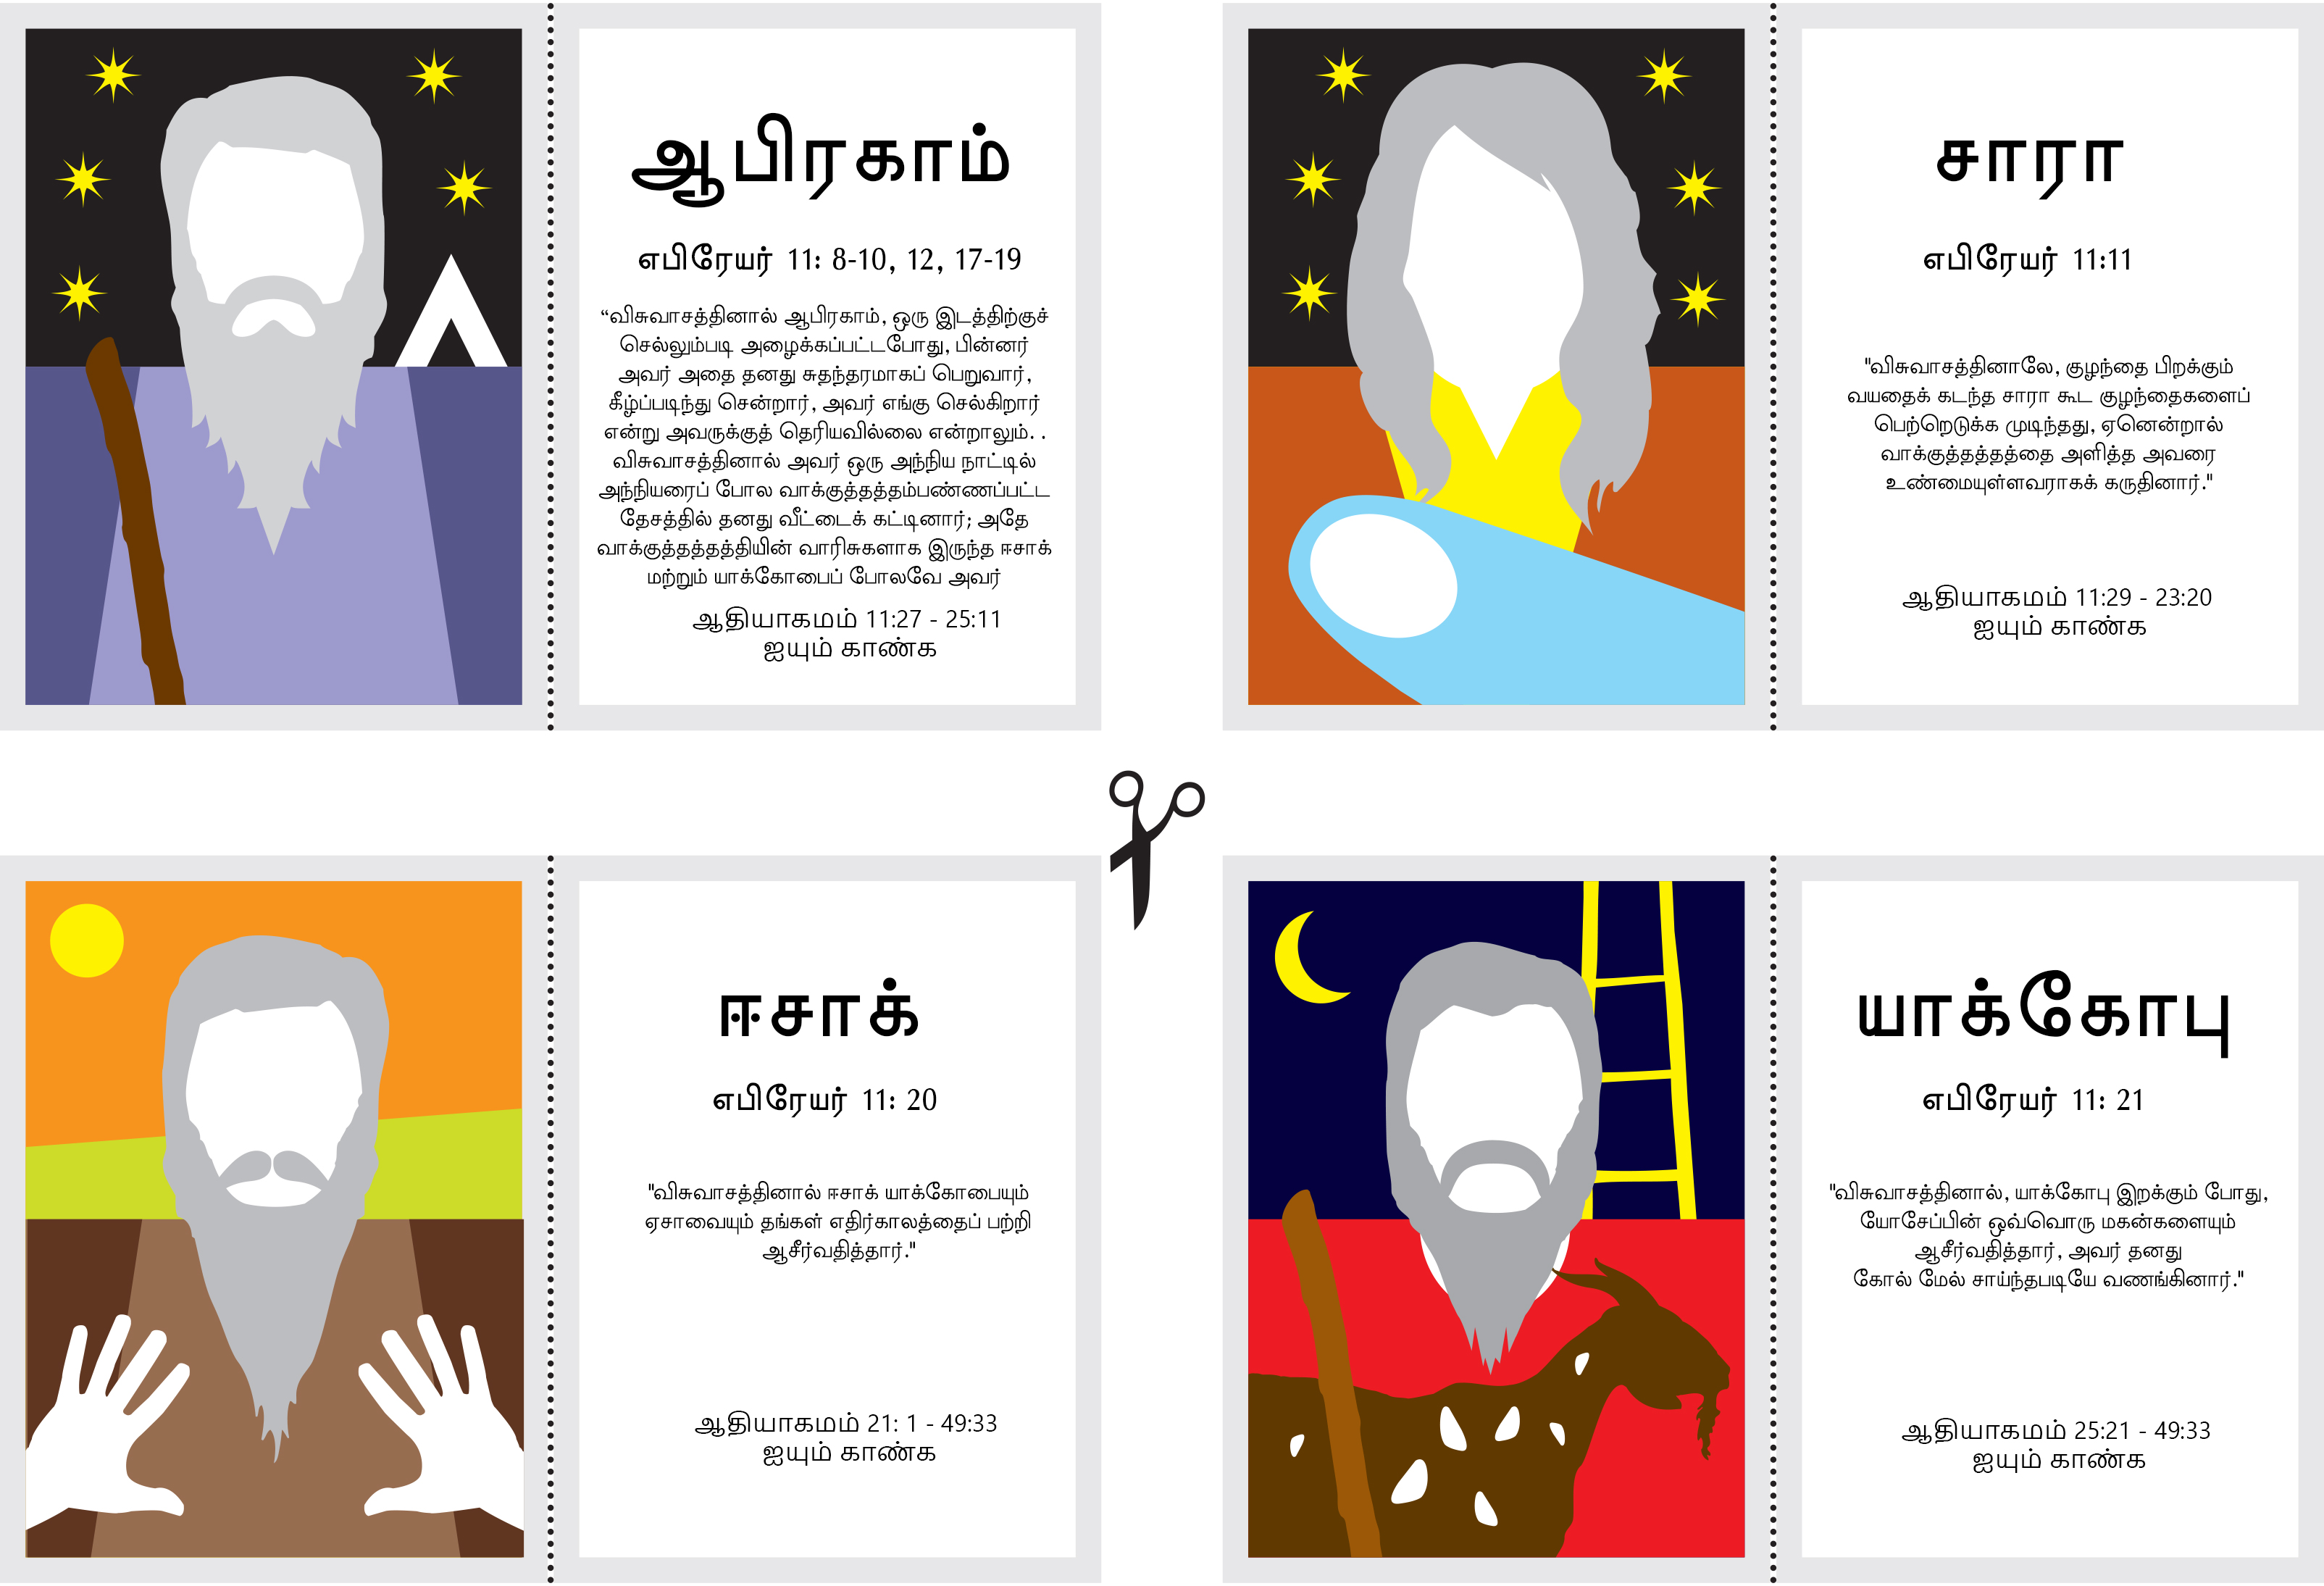 ஆபிரகாம்
எபிரேயர் 11: 8-10, 12, 17-19
“விசுவாசத்தினால் ஆபிரகாம், ஒரு இடத்திற்குச்
செல்லும்படி அழைக்கப்பட்டபோது, பின்னர்
அவர் அதை தனது சுதந்தரமாகப் பெறுவார்,
கீழ்ப்படிந்து சென்றார், அவர் எங்கு செல்கிறார்
என்று அவருக்குத் தெரியவில்லை என்றாலும். .
விசுவாசத்தினால் அவர் ஒரு அந்நிய நாட்டில்
அந்நியரைப் போல வாக்குத்தத்தம்பண்ணப்பட்ட
தேசத்தில் தனது வீட்டைக் கட்டினார்; அதே
வாக்குத்தத்தத்தியின் வாரிசுகளாக இருந்த ஈசாக்
மற்றும் யாக்கோபைப் போலவே அவர்
ஆதியாகமம் 11:27 - 25:11
ஐயும் காண்க
சாரா
எபிரேயர் 11:11
"விசுவாசத்தினாலே, குழந்தை பிறக்கும்
வயதைக் கடந்த சாரா கூட குழந்தைகளைப்
பெற்றெடுக்க முடிந்தது, ஏனென்றால்
வாக்குத்தத்தத்தை அளித்த அவரை
உண்மையுள்ளவராகக் கருதினார்."
ஆதியாகமம் 11:29 - 23:20
ஐயும் காண்க
ஈசாக்
எபிரேயர் 11: 20
"விசுவாசத்தினால் ஈசாக் யாக்கோபையும்
ஏசாவையும் தங்கள் எதிர்காலத்தைப் பற்றி
ஆசீர்வதித்தார்."
ஆதியாகமம் 21: 1 - 49:33
ஐயும் காண்க
யாக்கோபு
எபிரேயர் 11: 21
"விசுவாசத்தினால், யாக்கோபு இறக்கும் போது,
யோசேப்பின் ஒவ்வொரு மகன்களையும்
ஆசீர்வதித்தார், அவர் தனது
கோல் மேல் சாய்ந்தபடியே வணங்கினார்."
ஆதியாகமம் 25:21 - 49:33
ஐயும் காண்க